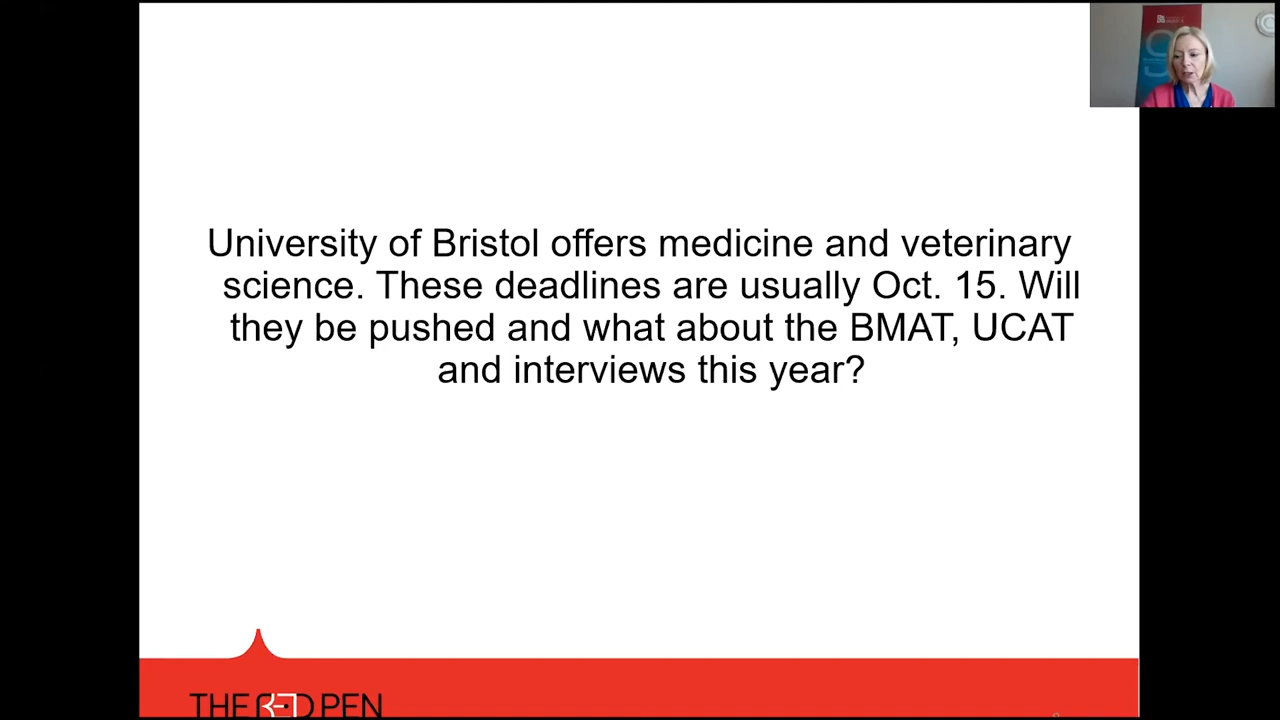 University of Bristol offers medicine and veterinary
science. These deadlines are usually Oct. 15. Will
they be pushed and what about the BMAT, UCAT
and interviews this year?
THE RED PEN